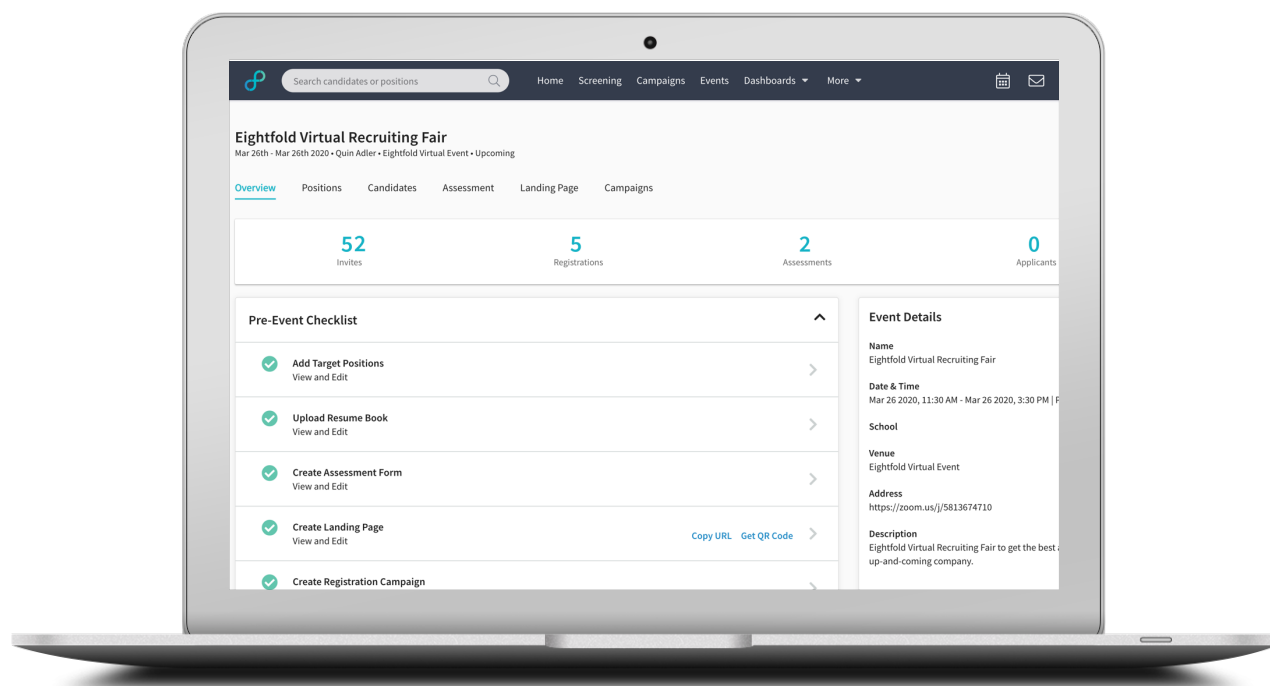 Search candidates or positions
Home Screening Campaigns Events Dashboards More
Eightfold Virtual Recruiting Fair
Mar 26th - Mar 26th 2020 • Quin Adler • Eightfold Virtual Event • Upcoming
Overview Positions Candidates Assessment Landing Page Campaigns
52 5 2 0
Invites Registrations Assessments Applicants
Pre-Event Checklist
Add Target Positions
View and Edit
Upload Resume Book
View and Edit
Create Assessment Form
View and Edit
Create Landing Page
View and Edit
Copy URL Get QR Code
Create Registration Campaign
Event Details
Name
Eightfold Virtual Recruiting Fair
Date & Time
Mar 26 2020, 11:30 AM - Mar 26 2020, 3:30 PM |
School
Venue
Eightfold Virtual Event
Address
https://zoom.us/j/5813674710
Description
Eightfold Virtual Recruiting Fair to get the best
up-and-coming company.